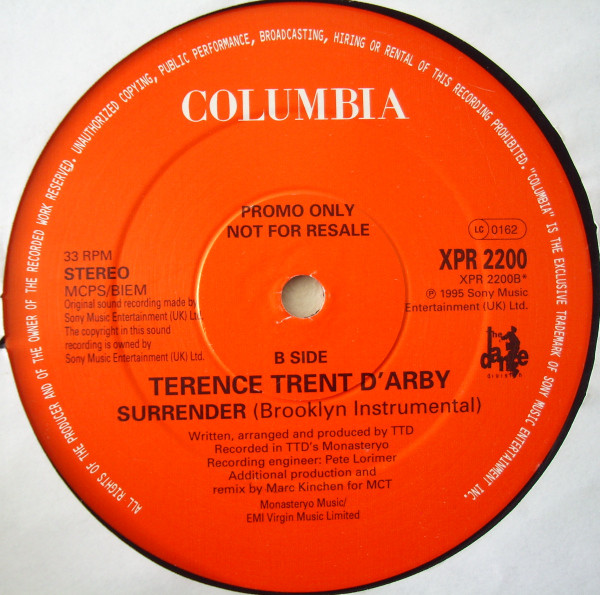 ALL RIGHTS OF THE PRODUCER AND OF THE OWNER OF THE RECORDED WORK RESERVED. UNAUTHORIZED COPYING, PUBLIC PERFORMANCE, BROADCASTING, HIRING OR RENTAL OF THIS RECORDING PROHIBITED. "COLUMBIA" IS THE EXCLUSIVE TRADEMARK OF SONY MUSIC ENTERTAINMENT INC.
COLUMBIA
PROMO ONLY
NOT FOR RESALE
LC 0162
33 RPM
STEREO
MCPS/BIEM
Original sound recording made by
Sony Music Entertainment (UK) Ltd.
The copyright in this sound
recording is owned by
Sony Music Entertainment (UK) Ltd.
XPR 2200
XPR 2200B*
℗ 1995 Sony Music
Entertainment (UK) Ltd.
the
dance
division
B SIDE
TERENCE TRENT D'ARBY
SURRENDER (Brooklyn Instrumental)
Written, arranged and produced by TTD
Recorded in TTD's Monasteryo
Recording engineer: Pete Lorimer
Additional production and
remix by Marc Kinchen for MCT
Monasteryo Music/
EMI Virgin Music Limited